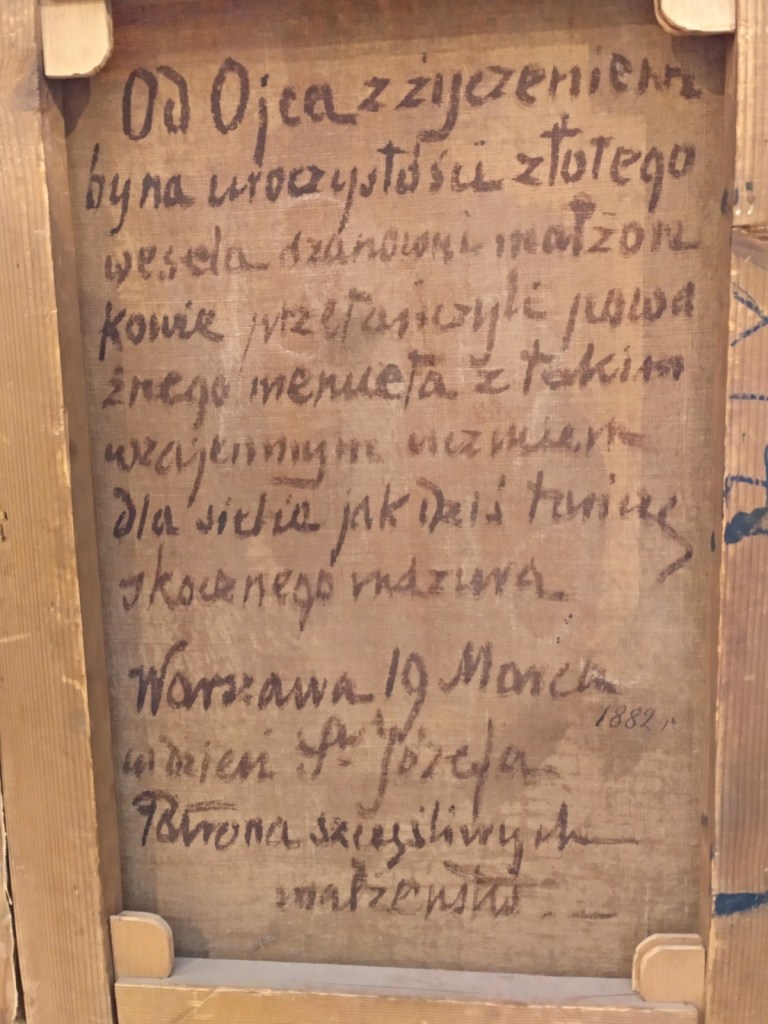 Od Ojca z życzeniem
by na uroczystości złotego
wesela szanowni małżon
kowie przetańczyli powa
żnego menueta z takim
wzajemnym uczuciem
dla siebie jak dziś tańczą
skocznego mazura
Warszawa 19 Marca
1882 r
w dzień St Józefa
Patrona szczęśliwych
małżeństw